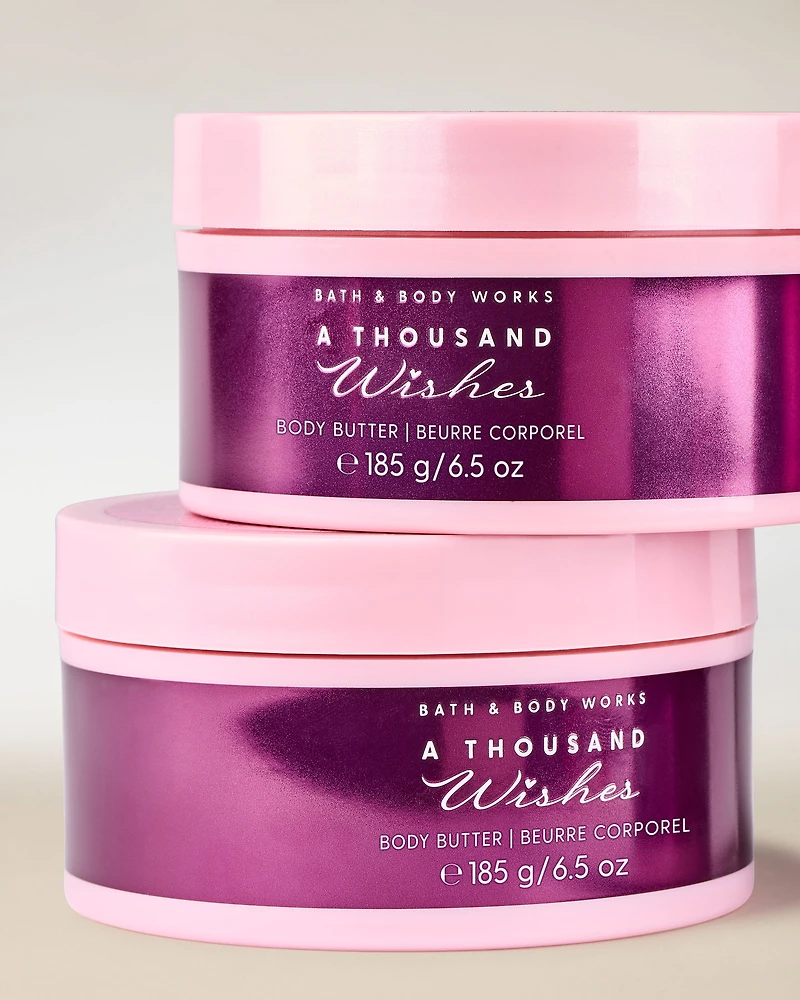 BATH & BODY WORKS
A THOUSAND
Wishes
BODY BUTTER | BEURRE CORPOREL
℮ 185 g/6.5 oz
BATH & BODY WORKS
A THOUSAND
Wishes
BODY BUTTER | BEURRE CORPOREL
℮ 185 g/6.5 oz